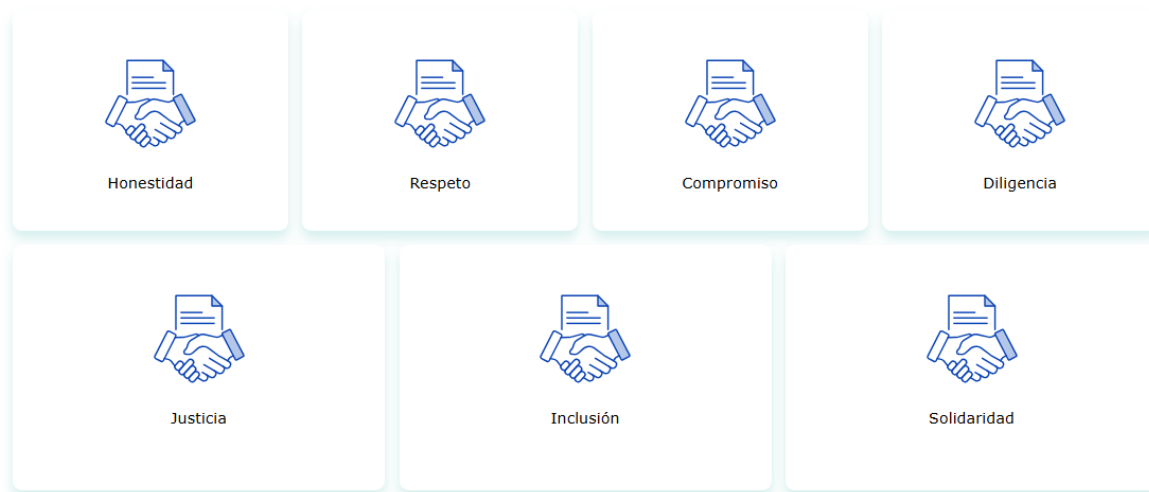 Honestidad
Respeto
Compromiso
Diligencia
Justicia
Inclusión
Solidaridad